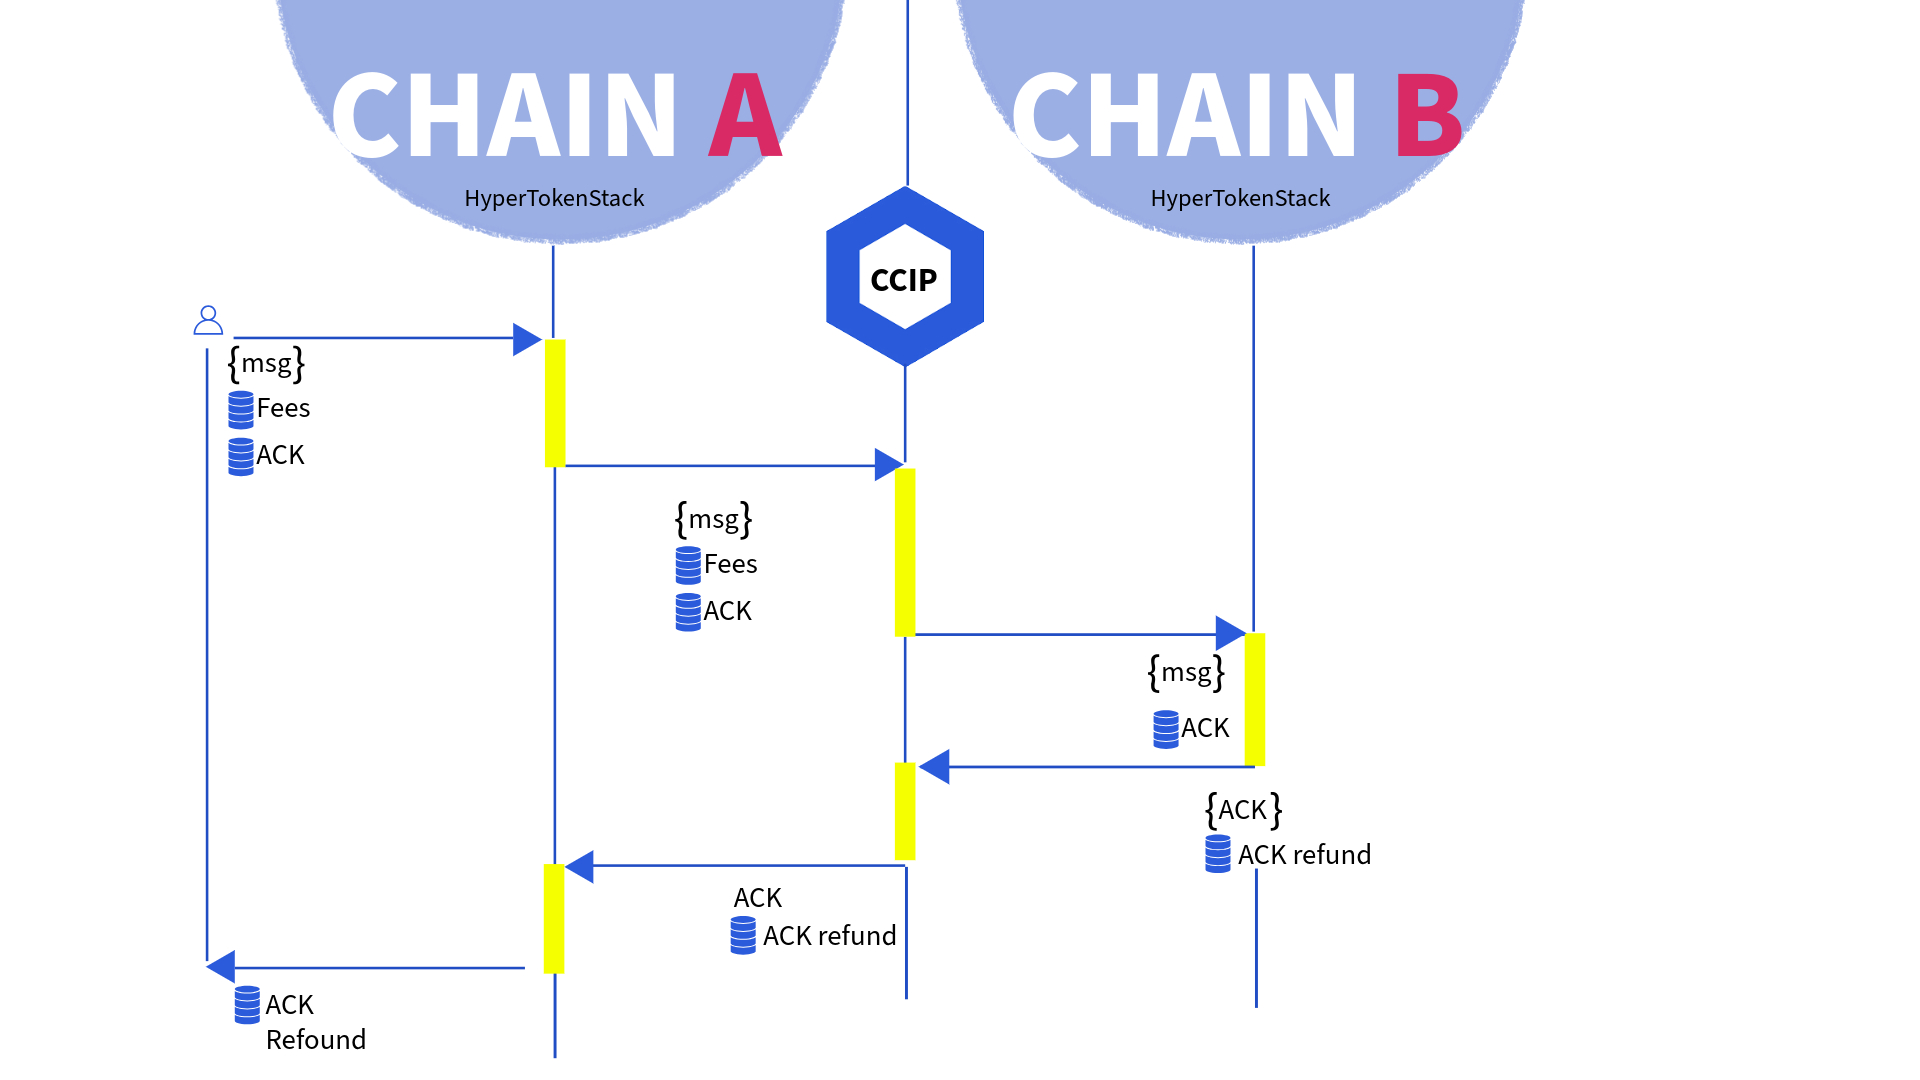 CHAIN A
CHAIN B
HyperTokenStack
HyperTokenStack
CCIP
{msg}
Fees
ACK
{msg}
Fees
ACK
{msg}
ACK
{ACK}
ACK refund
ACK
ACK refund
ACK
Refound